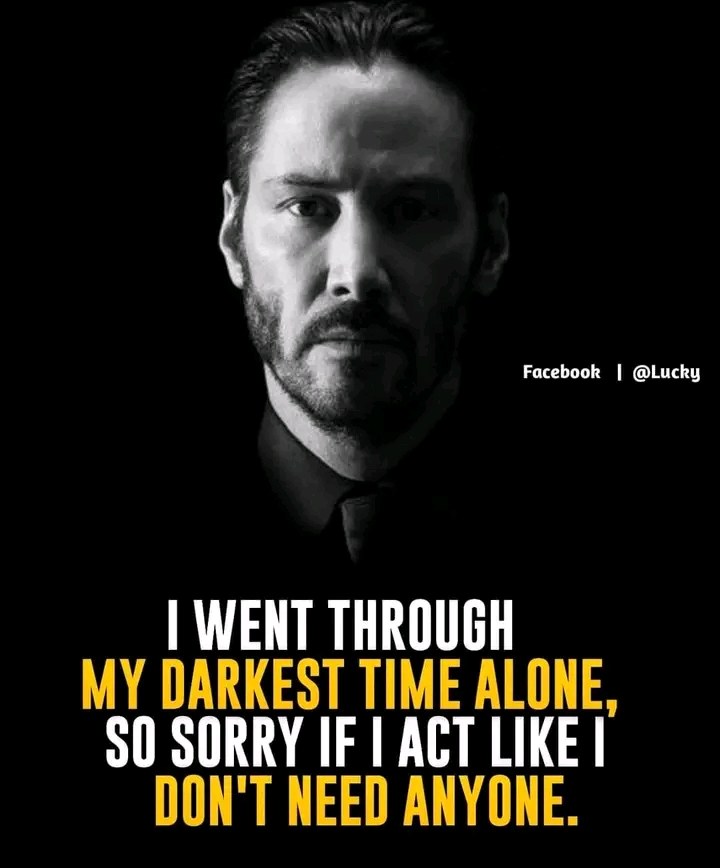 Facebook | @Lucky
I WENT THROUGH
MY DARKEST TIME ALONE,
SO SORRY IF I ACT LIKE I
DON'T NEED ANYONE.